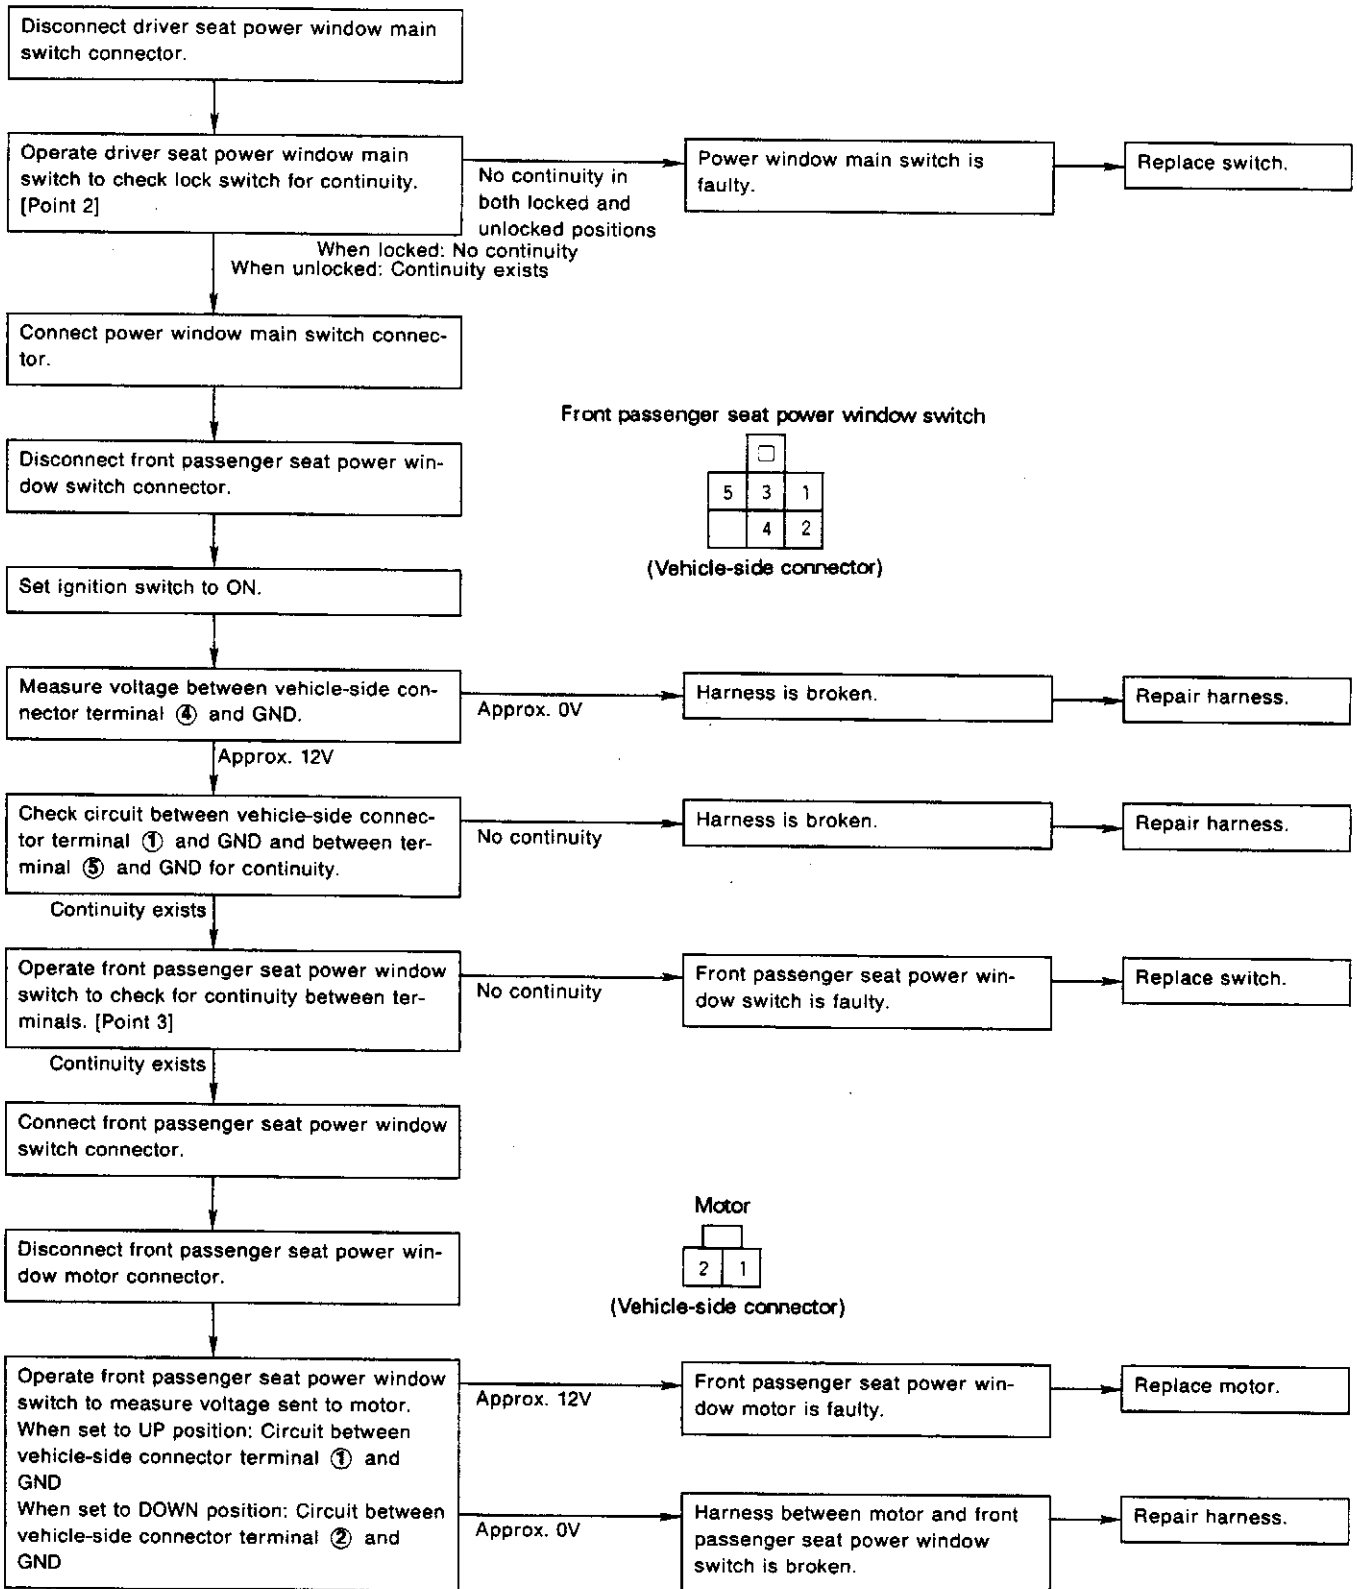 Disconnect driver seat power window main
switch connector.
Operate driver seat power window main
switch to check lock switch for continuity.
[Point 2]
No continuity in
both locked and
unlocked positions
Power window main switch is
faulty.
Replace switch.
When locked: No continuity
When unlocked: Continuity exists
Connect power window main switch connec-
tor.
Disconnect front passenger seat power win-
dow switch connector.
Front passenger seat power window switch
5 3 1
4 2
(Vehicle-side connector)
Set ignition switch to ON.
Measure voltage between vehicle-side con-
nector terminal ④ and GND.
Approx. 0V
Harness is broken.
Repair harness.
Approx. 12V
Check circuit between vehicle-side connec-
tor terminal ① and GND and between ter-
minal ⑤ and GND for continuity.
No continuity
Harness is broken.
Repair harness.
Continuity exists
Operate front passenger seat power window
switch to check for continuity between ter-
minals. [Point 3]
No continuity
Front passenger seat power win-
dow switch is faulty.
Replace switch.
Continuity exists
Connect front passenger seat power window
switch connector.
Disconnect front passenger seat power win-
dow motor connector.
Motor
2 1
(Vehicle-side connector)
Operate front passenger seat power window
switch to measure voltage sent to motor.
When set to UP position: Circuit between
vehicle-side connector terminal ① and
GND
When set to DOWN position: Circuit between
vehicle-side connector terminal ② and
GND
Approx. 12V
Front passenger seat power win-
dow motor is faulty.
Replace motor.
Approx. 0V
Harness between motor and front
passenger seat power window
switch is broken.
Repair harness.